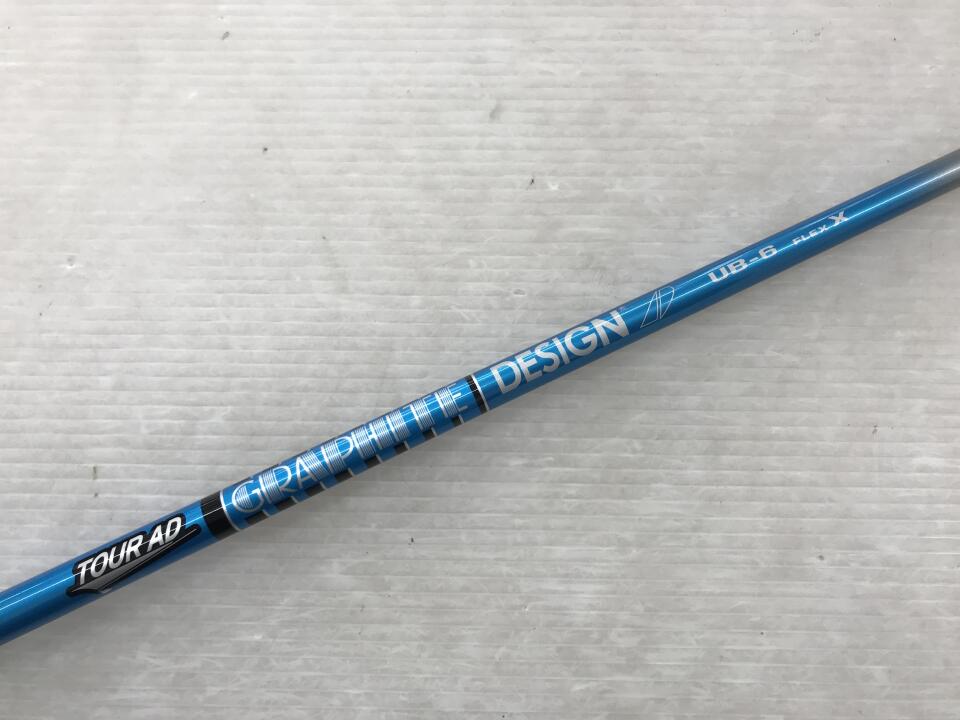 TOUR AD GRAPHITE DESIGN UB-6 FLEX X